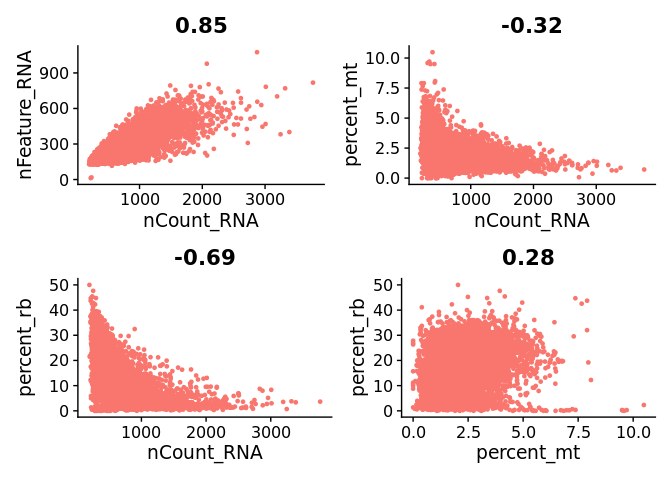 0.85
nFeature_RNA
900
600
300
0
1000 2000 3000
nCount_RNA
-0.32
percent_mt
10.0
7.5
5.0
2.5
0.0
1000 2000 3000
nCount_RNA
-0.69
percent_rb
50
40
30
20
10
0
1000 2000 3000
nCount_RNA
0.28
percent_rb
50
40
30
20
10
0
0.0 2.5 5.0 7.5 10.0
percent_mt